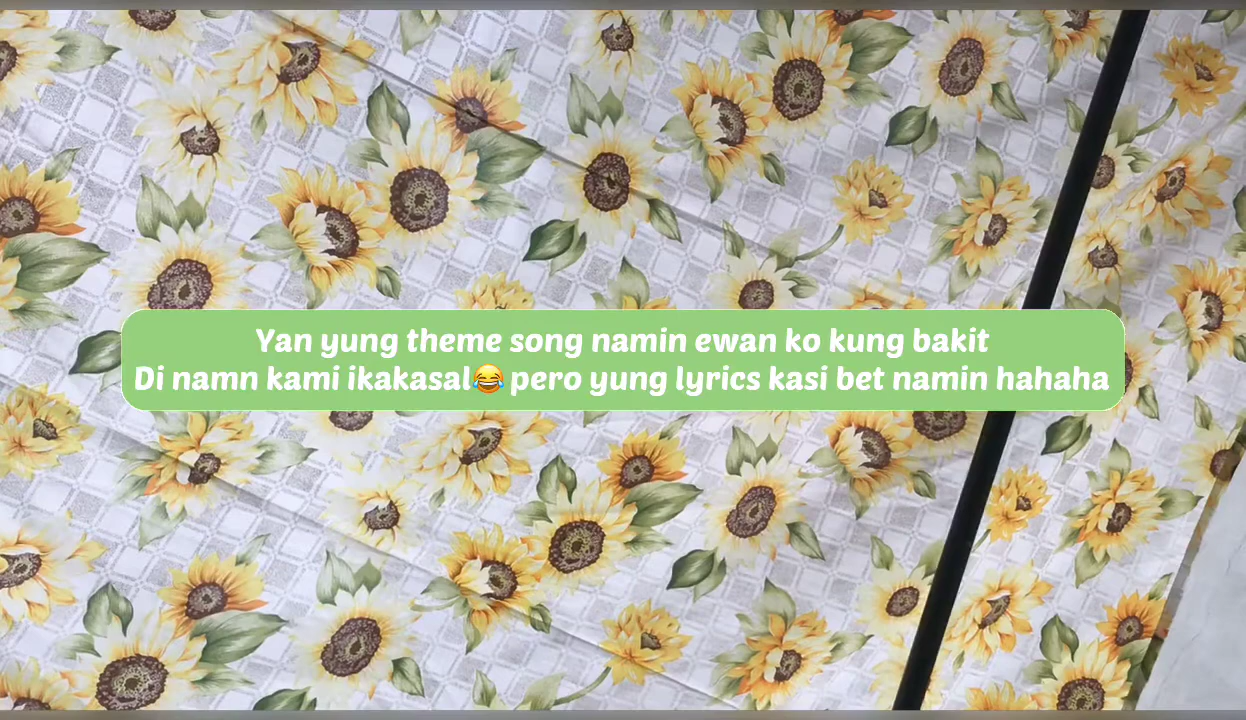 Yan yung theme song namin ewan ko kung bakit
Di namn kami ikakasal😂 pero yung lyrics kasi bet namin hahaha